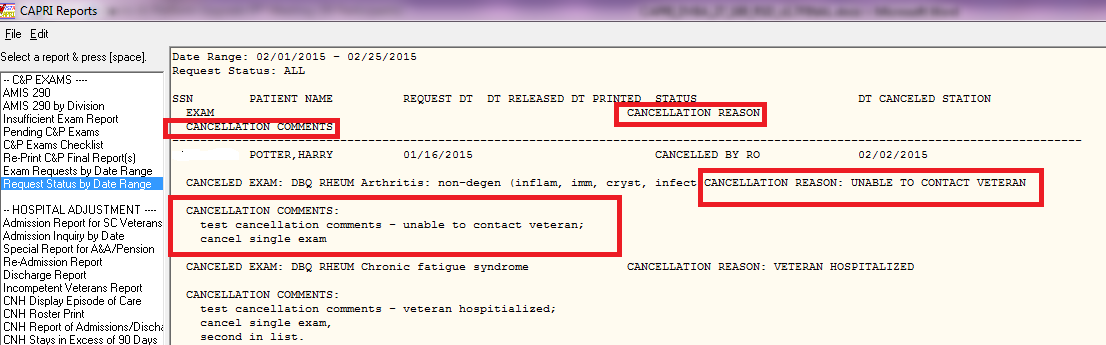 CAPRI Reports
File Edit
Select a report & press [space].
-- C&P EXAMS ----
AMIS 290
AMIS 290 by Division
Insufficient Exam Report
Pending C&P Exams
C&P Exams Checklist
Re-Print C&P Final Report(s)
Exam Requests by Date Range
Request Status by Date Range
-- HOSPITAL ADJUSTMENT ----
Admission Report for SC Veterans
Admission Inquiry by Date
Special Report for A&A/Pension
Re-Admission Report
Discharge Report
Incompetent Veterans Report
CNH Display Episode of Care
CNH Roster Print
CNH Report of Admissions/Discha
CNH Stays in Excess of 90 Days
Date Range: 02/01/2015 - 02/25/2015
Request Status: ALL
SSN PATIENT NAME REQUEST DT DT RELEASED DT PRINTED STATUS DT CANCELED STATION
EXAM CANCELLATION REASON
CANCELLATION COMMENTS
POTTER,HARRY 01/16/2015 CANCELLED BY RO 02/02/2015
CANCELED EXAM: DBQ RHEUM Arthritis: non-degen (inflam, imm, cryst, infect CANCELLATION REASON: UNABLE TO CONTACT VETERAN
CANCELLATION COMMENTS:
test cancellation comments - unable to contact veteran;
cancel single exam
CANCELED EXAM: DBQ RHEUM Chronic fatigue syndrome CANCELLATION REASON: VETERAN HOSPITALIZED
CANCELLATION COMMENTS:
test cancellation comments - veteran hospitialized;
cancel single exam,
second in list.